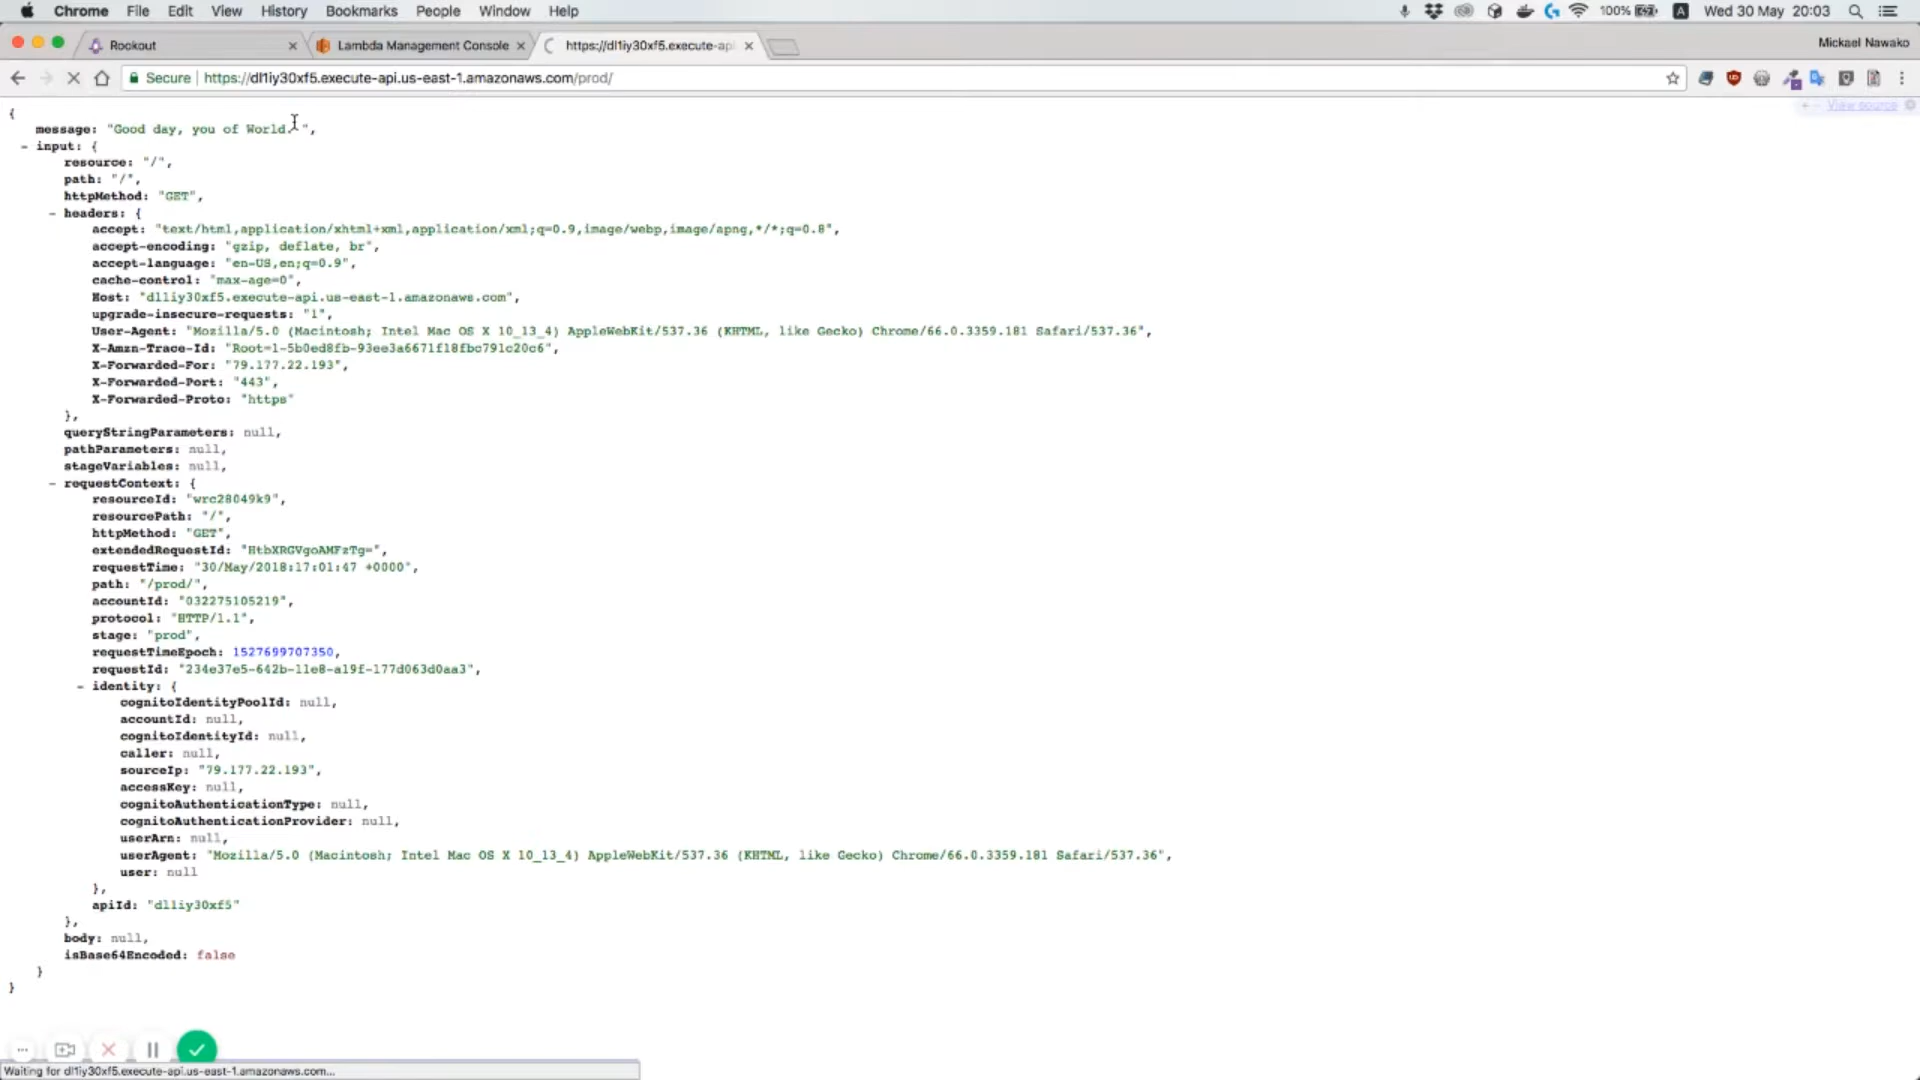 Chrome File Edit View History Bookmarks People Window Help 100% Wed 30 May 20:03
Rookout Lambda Management Console https://dl1iy30xf5.execute-api Mickael Nawako
Secure https://dl1iy30xf5.execute-api.us-east-1.amazonaws.com/prod/
View source
{
message: "Good day, you of World. ",
- input: {
resource: "/",
path: "/",
httpMethod: "GET",
- headers: {
accept: "text/html,application/xhtml+xml,application/xml;q=0.9,image/webp,image/apng,*/*;q=0.8",
accept-encoding: "gzip, deflate, br",
accept-language: "en-US,en;q=0.9",
cache-control: "max-age=0",
Host: "dl1iy30xf5.execute-api.us-east-1.amazonaws.com",
upgrade-insecure-requests: "1",
User-Agent: "Mozilla/5.0 (Macintosh; Intel Mac OS X 10_13_4) AppleWebKit/537.36 (KHTML, like Gecko) Chrome/66.0.3359.181 Safari/537.36",
X-Amzn-Trace-Id: "Root=1-5b0ed8fb-93ee3a6671f18fbc791c20c6",
X-Forwarded-For: "79.177.22.193",
X-Forwarded-Port: "443",
X-Forwarded-Proto: "https"
},
queryStringParameters: null,
pathParameters: null,
stageVariables: null,
- requestContext: {
resourceId: "wrc28049k9",
resourcePath: "/",
httpMethod: "GET",
extendedRequestId: "HtbXRGVgoAMFzTg=",
requestTime: "30/May/2018:17:01:47 +0000",
path: "/prod/",
accountId: "032275105219",
protocol: "HTTP/1.1",
stage: "prod",
requestTimeEpoch: 1527699707350,
requestId: "234e37e5-642b-11e8-a19f-177d063d0aa3",
- identity: {
cognitoIdentityPoolId: null,
accountId: null,
cognitoIdentityId: null,
caller: null,
sourceIp: "79.177.22.193",
accessKey: null,
cognitoAuthenticationType: null,
cognitoAuthenticationProvider: null,
userArn: null,
userAgent: "Mozilla/5.0 (Macintosh; Intel Mac OS X 10_13_4) AppleWebKit/537.36 (KHTML, like Gecko) Chrome/66.0.3359.181 Safari/537.36",
user: null
},
apiId: "dl1iy30xf5"
},
body: null,
isBase64Encoded: false
}
}
Waiting for dl1iy30xf5.execute-api.us-east-1.amazonaws.com...